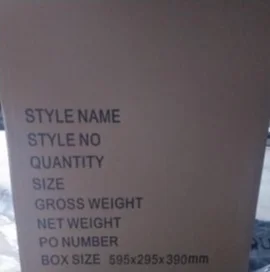 STYLE NAME
STYLE NO
QUANTITY
SIZE
GROSS WEIGHT
NET WEIGHT
PO NUMBER
BOX SIZE 595x295x390mm